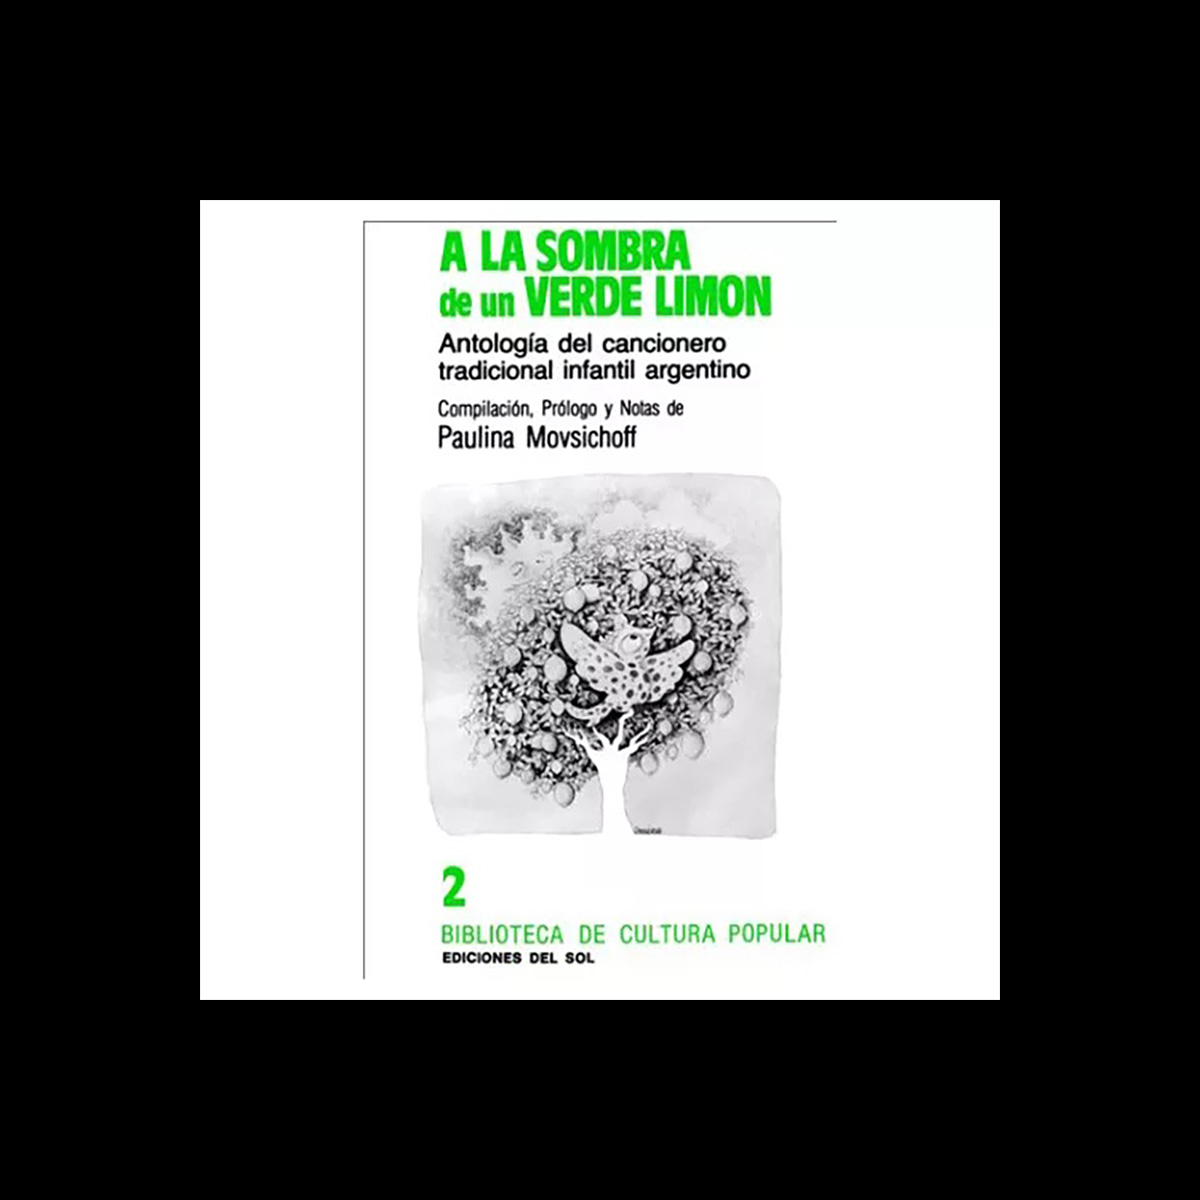 A LA SOMBRA
de un VERDE LIMON
Antología del cancionero
tradicional infantil argentino
Compilación, Prólogo y Notas de
Paulina Movsichoff
2
BIBLIOTECA DE CULTURA POPULAR
EDICIONES DEL SOL